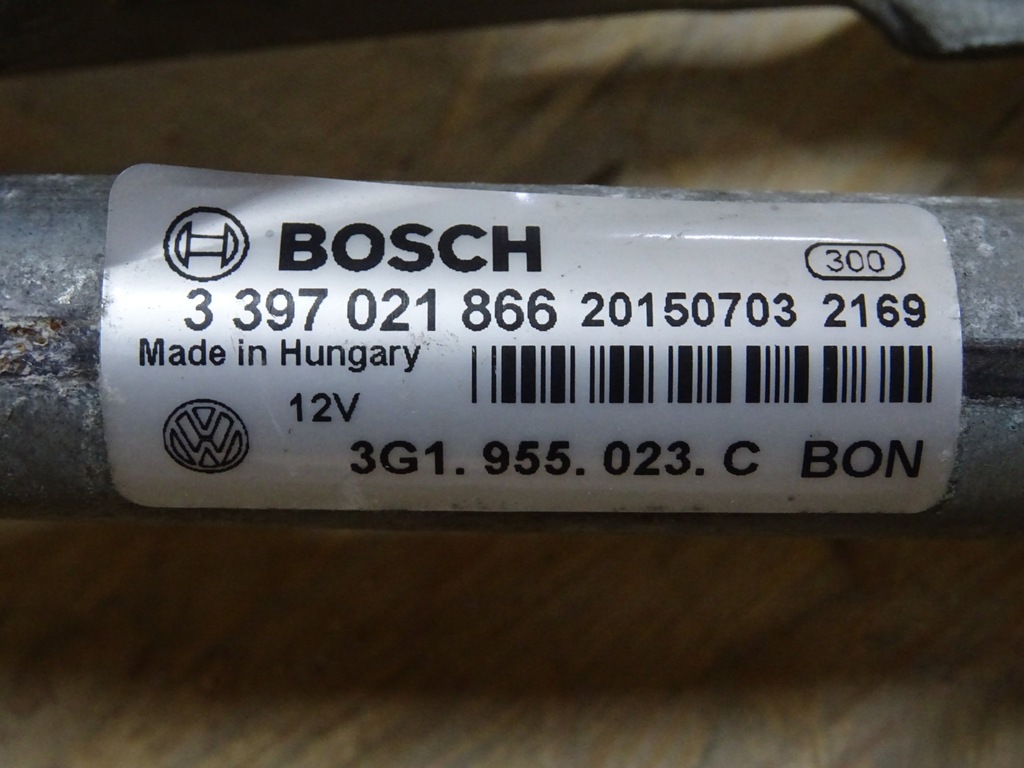 BOSCH 300
3 397 021 866 20150703 2169
Made in Hungary
12V
3G1. 955. 023. C BON